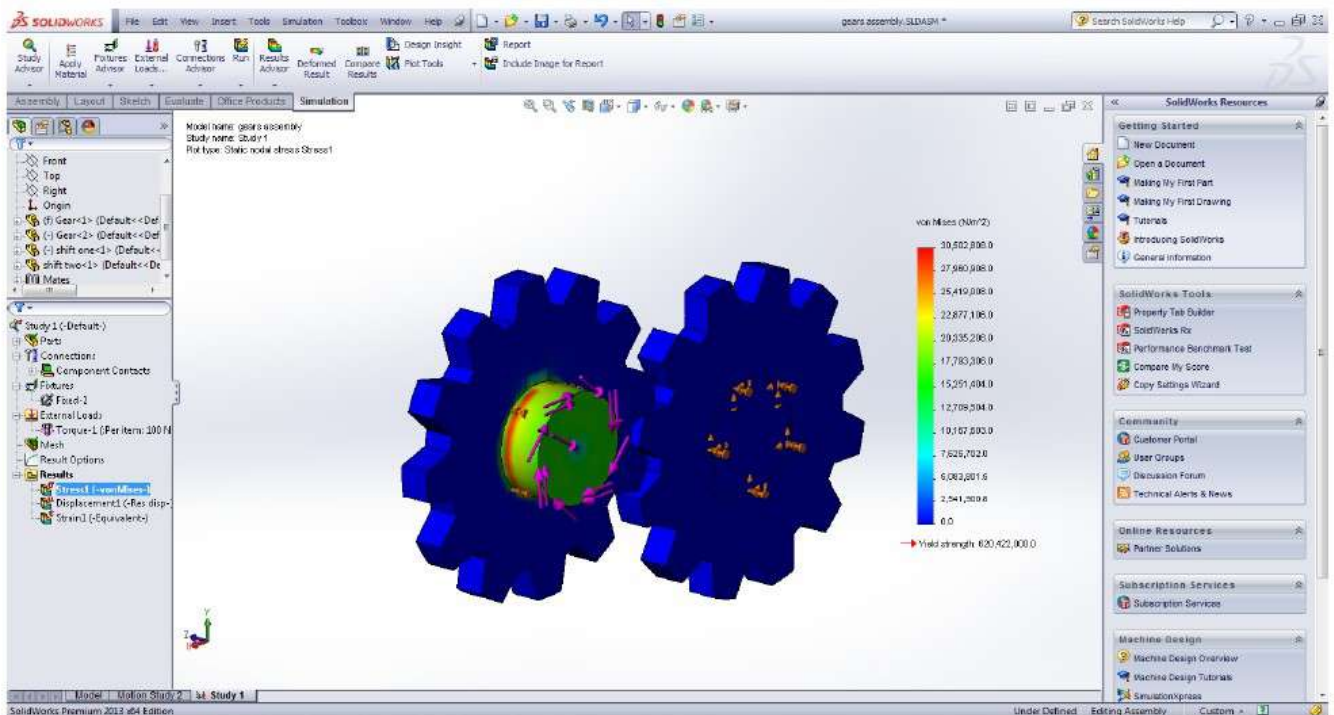 SOLIDWORKS File Edit View Insert Tools Simulation Toolbox Window Help
gears assembly.SLDASM *
Search SolidWorks Help
Study Advisor
Apply Material
Fixtures Advisor
External Loads...
Connections Advisor
Run
Results Advisor
Deformed Result
Compare Results
Design Insight
Plot Tools
Report
Include Image for Report
Assembly Layout Sketch Evaluate Office Products Simulation
Front
Top
Right
Origin
(f) Gear<1> (Default<<Def
(-) Gear<2> (Default<<Def
(-) shift one<1> (Default<<
shift two<1> (Default<<De
Mates
Study 1 (-Default-)
Parts
Connections
Component Contacts
Fixtures
Fixed-1
External Loads
Torque-1 (:Per item: 100 N
Mesh
Result Options
Results
Stress1 (-vonMises-)
Displacement1 (-Res disp-)
Strain1 (-Equivalent-)
Model name: gears assembly
Study name: Study 1
Plot type: Static nodal stress Stress1
von Mises (N/m^2)
30,502,808.0
27,960,908.0
25,419,008.0
22,877,106.0
20,335,206.0
17,793,306.0
15,251,404.0
12,709,504.0
10,167,603.0
7,625,702.0
5,083,801.5
2,541,900.8
0.0
Yield strength: 620,422,000.0
SolidWorks Resources
Getting Started
New Document
Open a Document
Making My First Part
Making My First Drawing
Tutorials
Introducing SolidWorks
General Information
SolidWorks Tools
Property Tab Builder
SolidWorks Rx
Performance Benchmark Test
Compare My Score
Copy Settings Wizard
Community
Customer Portal
User Groups
Discussion Forum
Technical Alerts & News
Online Resources
Partner Solutions
Subscription Services
Subscription Services
Machine Design
Machine Design Overview
Machine Design Tutorials
SimulationXpress
Model Motion Study 2 Study 1
SolidWorks Premium 2013 x64 Edition
Under Defined Editing Assembly Custom